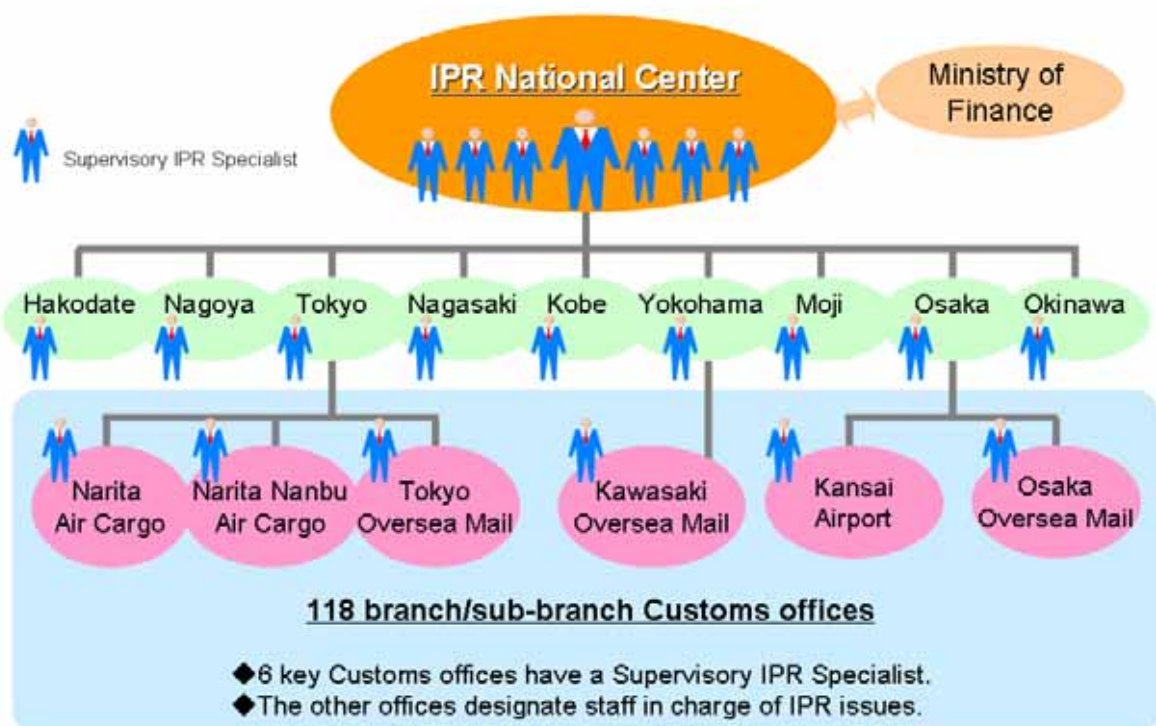 IPR National Center
Ministry of
Finance
Supervisory IPR Specialist
Hakodate
Nagoya
Tokyo
Nagasaki
Kobe
Yokohama
Moji
Osaka
Okinawa
Narita
Air Cargo
Narita Nanbu
Air Cargo
Tokyo
Oversea Mail
Kawasaki
Oversea Mail
Kansai
Airport
Osaka
Oversea Mail
118 branch/sub-branch Customs offices
◆6 key Customs offices have a Supervisory IPR Specialist.
◆The other offices designate staff in charge of IPR issues.